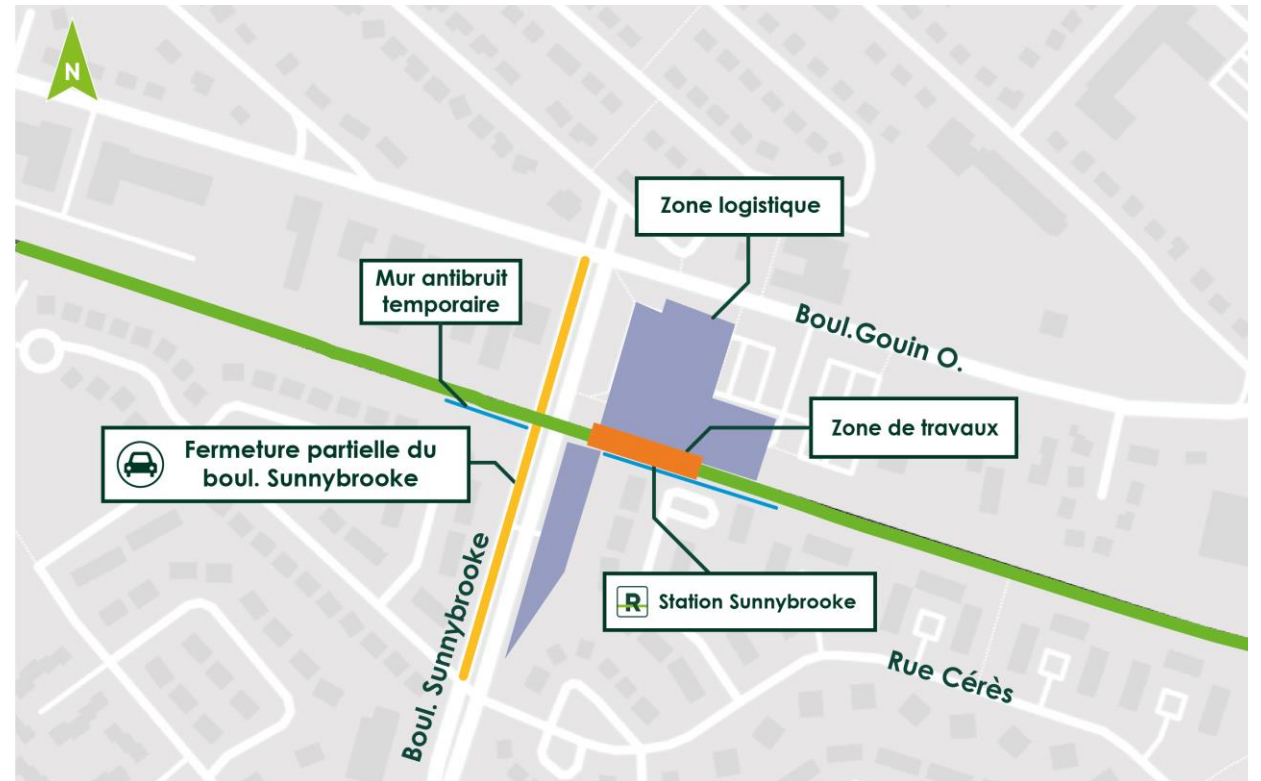 N
Zone logistique
Mur antibruit
temporaire
Boul.Gouin O.
Zone de travaux
Fermeture partielle du
boul. Sunnybrooke
R Station Sunnybrooke
Boul. Sunnybrooke
Rue Cérès